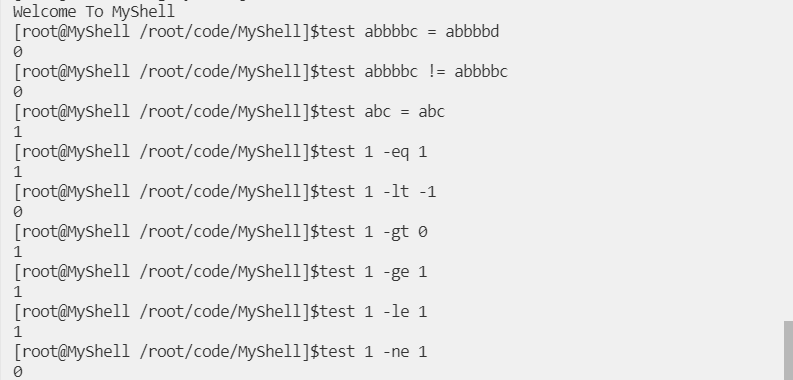 Welcome To MyShell
[root@MyShell /root/code/MyShell]$test abbbbc = abbbbd
0
[root@MyShell /root/code/MyShell]$test abbbbc != abbbbc
0
[root@MyShell /root/code/MyShell]$test abc = abc
1
[root@MyShell /root/code/MyShell]$test 1 -eq 1
1
[root@MyShell /root/code/MyShell]$test 1 -lt -1
0
[root@MyShell /root/code/MyShell]$test 1 -gt 0
1
[root@MyShell /root/code/MyShell]$test 1 -ge 1
1
[root@MyShell /root/code/MyShell]$test 1 -le 1
1
[root@MyShell /root/code/MyShell]$test 1 -ne 1
0